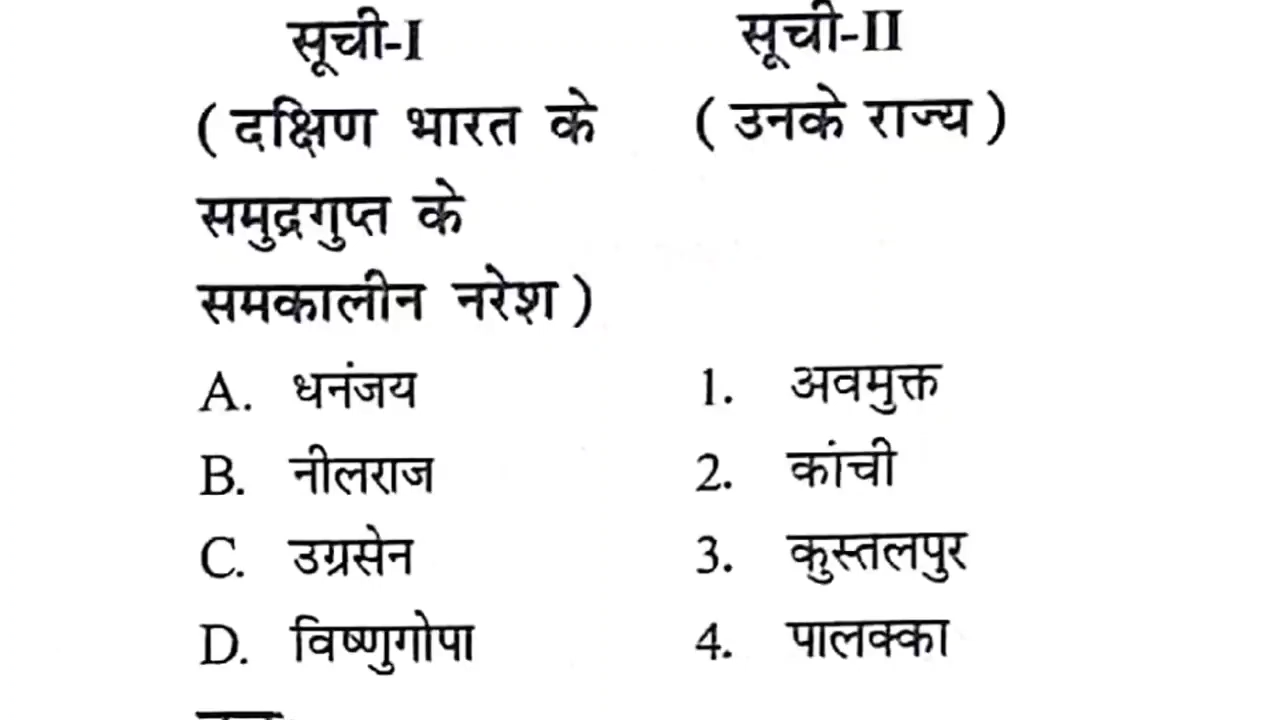 सूची-I सूची-II
( दक्षिण भारत के ( उनके राज्य )
समुद्रगुप्त के
समकालीन नरेश )
A. धनंजय 1. अवमुक्त
B. नीलराज 2. कांची
C. उग्रसेन 3. कुस्तलपुर
D. विष्णुगोपा 4. पालक्का